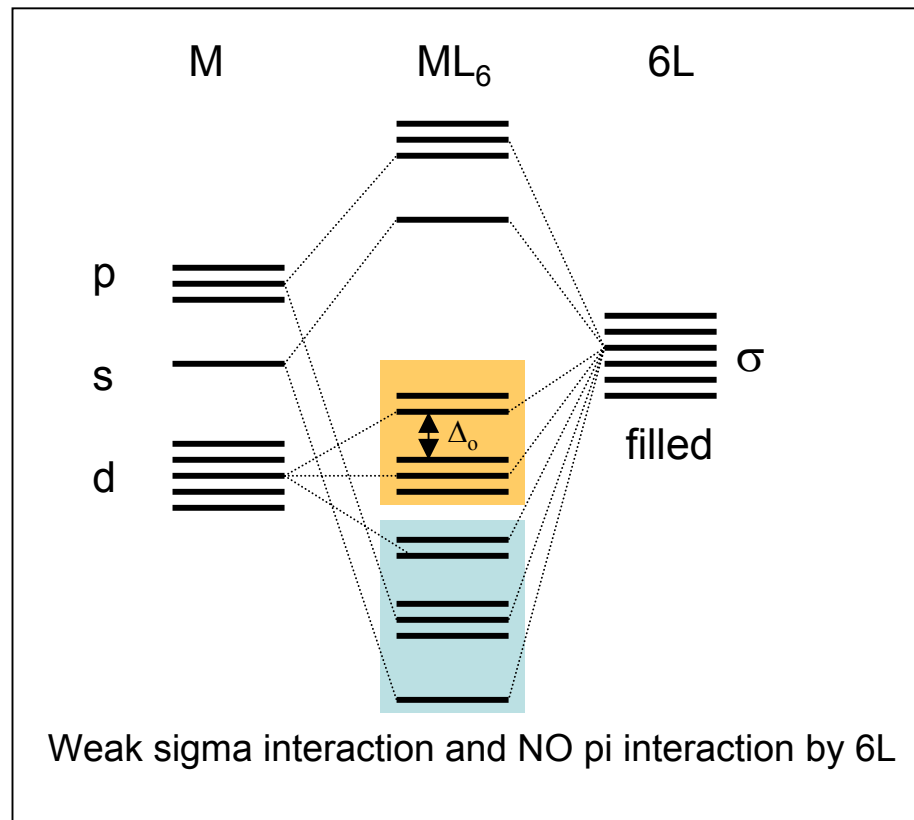 M ML₆ 6L
p
s
σ
Δₒ
filled
d
Weak sigma interaction and NO pi interaction by 6L